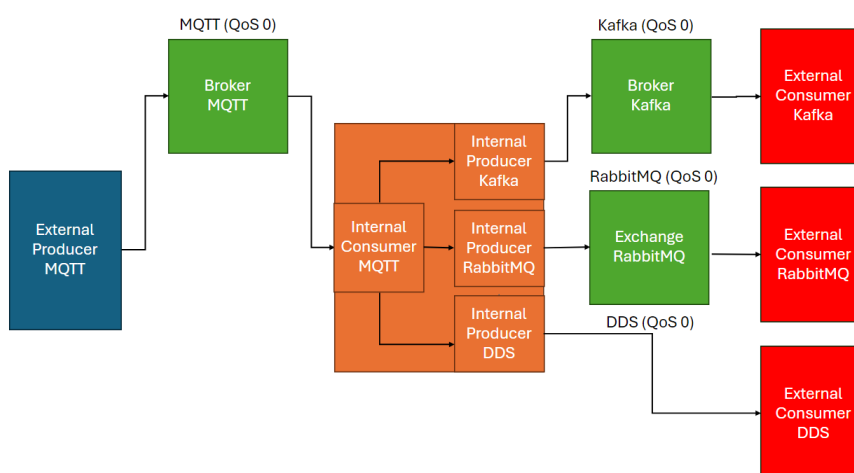 MQTT (QoS 0)
Kafka (QoS 0)
Broker
MQTT
Broker
Kafka
External
Consumer
Kafka
Internal
Producer
Kafka
External
Producer
MQTT
RabbitMQ (QoS 0)
Internal
Consumer
MQTT
Internal
Producer
RabbitMQ
Exchange
RabbitMQ
External
Consumer
RabbitMQ
Internal
Producer
DDS
DDS (QoS 0)
External
Consumer
DDS